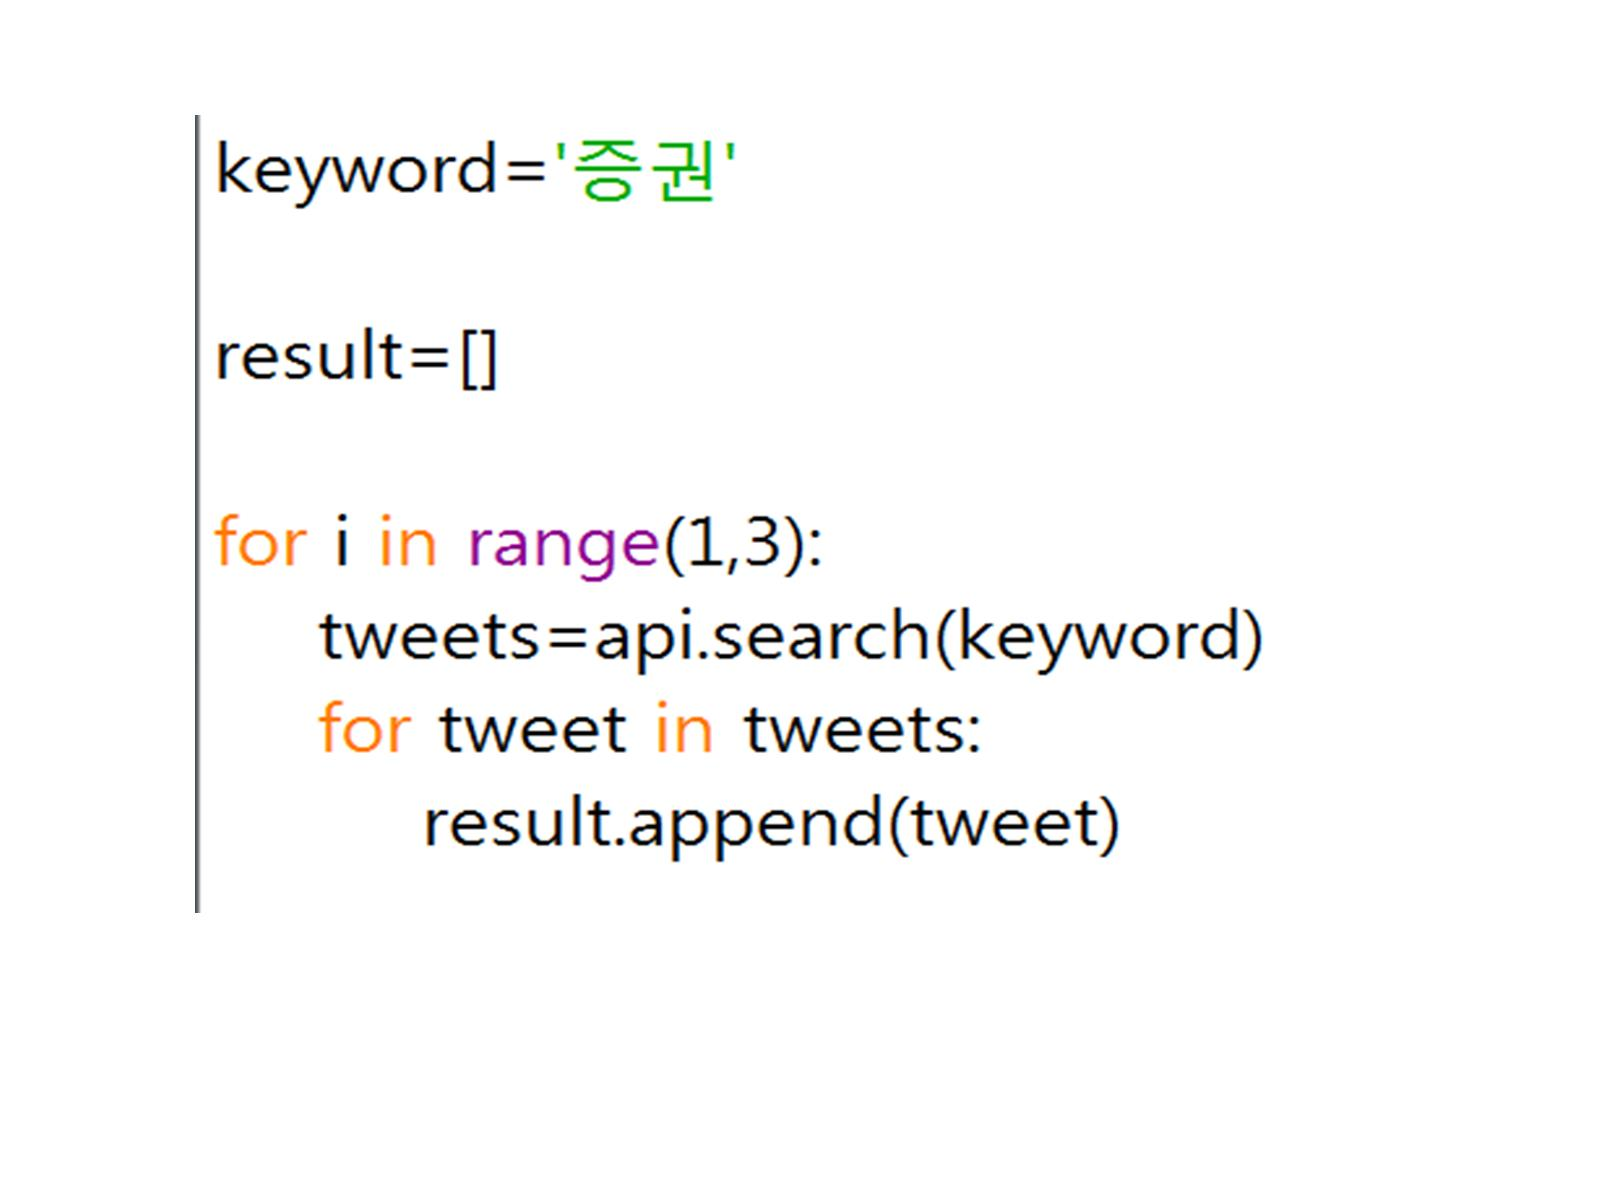 keyword='증권'
result=[]
for i in range(1,3):
    tweets=api.search(keyword)
    for tweet in tweets:
        result.append(tweet)